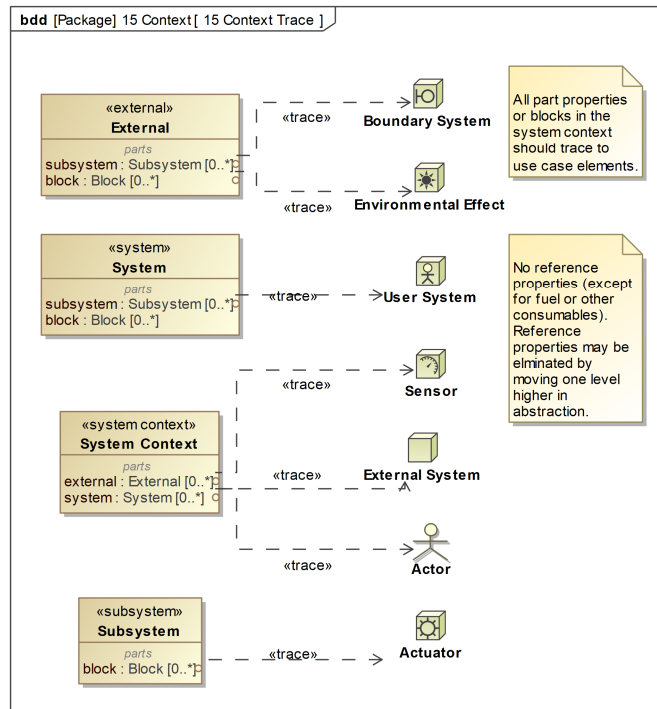 bdd [Package] 15 Context [ 15 Context Trace ]
«external»
External
parts
subsystem : Subsystem [0..*]
block : Block [0..*]
«trace»
Boundary System
«trace»
Environmental Effect
All part properties
or blocks in the
system context
should trace to
use case elements.
«system»
System
parts
subsystem : Subsystem [0..*]
block : Block [0..*]
«trace»
User System
No reference
properties (except
for fuel or other
consumables).
Reference
properties may be
elminated by
moving one level
higher in
abstraction.
«trace»
Sensor
«system context»
System Context
parts
external : External [0..*]
system : System [0..*]
«trace»
External System
«trace»
Actor
«subsystem»
Subsystem
parts
block : Block [0..*]
«trace»
Actuator